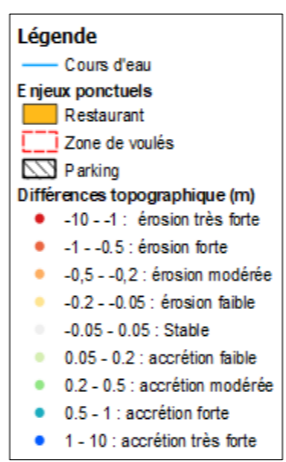 Légende
Cours d'eau
Enjeux ponctuels
Restaurant
Zone de voulés
Parking
Différences topographique (m)
-10 - -1 : érosion très forte
-1 - -0.5 : érosion forte
-0,5 - -0,2 : érosion modérée
-0.2 - -0.05 : érosion faible
-0.05 - 0.05 : Stable
0.05 - 0.2 : accrétion faible
0.2 - 0.5 : accrétion modérée
0.5 - 1 : accrétion forte
1 - 10 : accrétion très forte